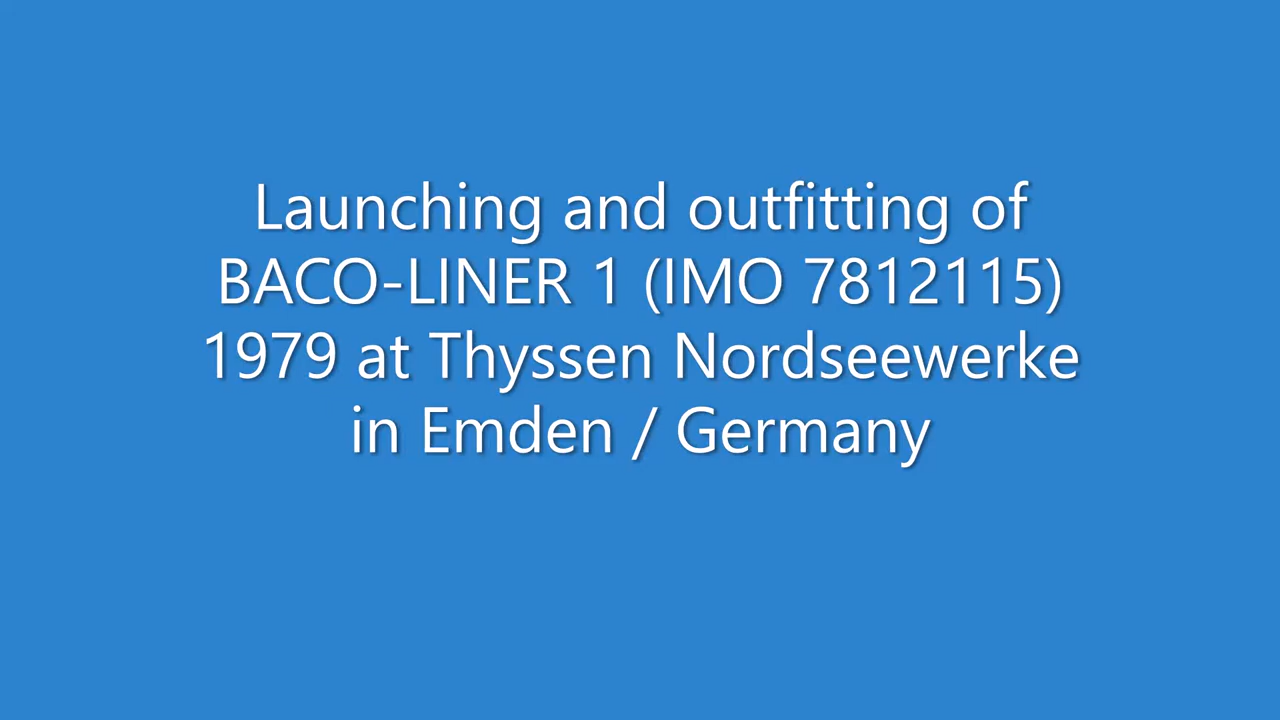 Launching and outfitting of
BACO-LINER 1 (IMO 7812115)
1979 at Thyssen Nordseewerke
in Emden / Germany